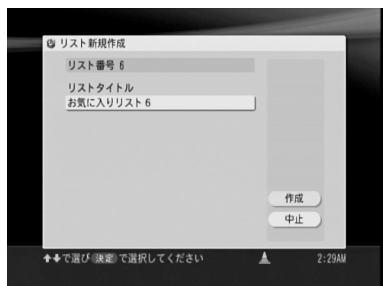 リスト新規作成
リスト番号 6
リストタイトル
お気に入りリスト 6
作成
中止
で選び 決定 で選択してください
2:29AM